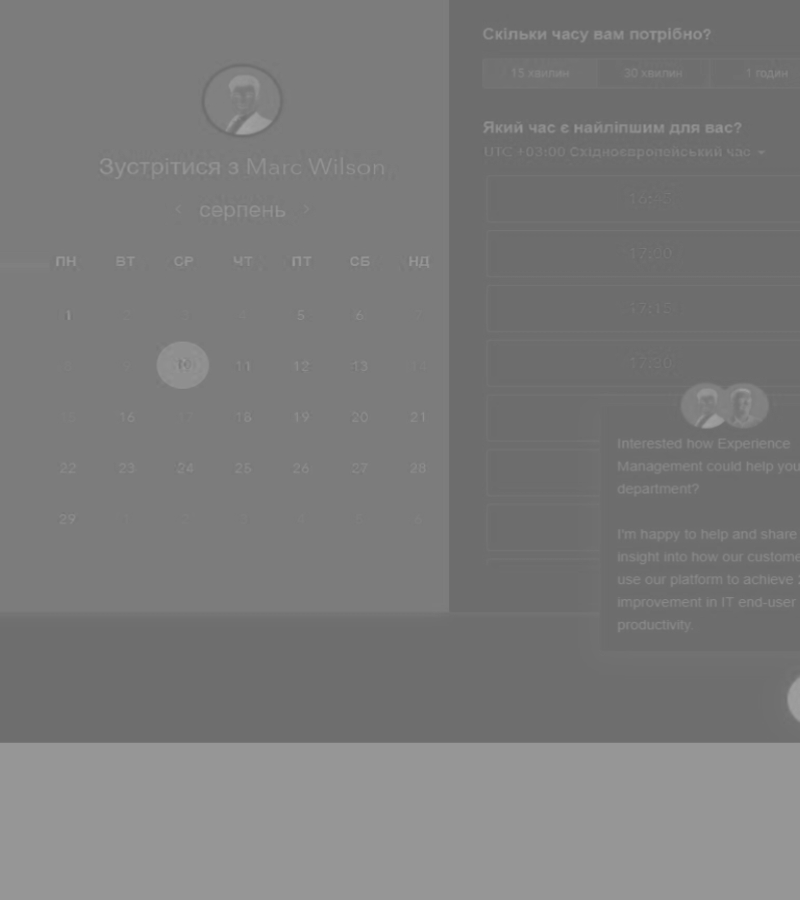 Зустрітися з Marc Wilson
серпень
ПН ВТ СР ЧТ ПТ СБ НД
1 2 3 4 5 6 7
8 9 10 11 12 13 14
15 16 17 18 19 20 21
22 23 24 25 26 27 28
29 1 2 3 4 5 6
Скільки часу вам потрібно?
15 хвилин 30 хвилин 1 годин
Який час є найліпшим для вас?
UTC +03:00 Східноєвропейський час
16:45
17:00
17:15
17:30
Interested how Experience
Management could help you
department?
I'm happy to help and share
insight into how our custome
use our platform to achieve
improvement in IT end-user
productivity.